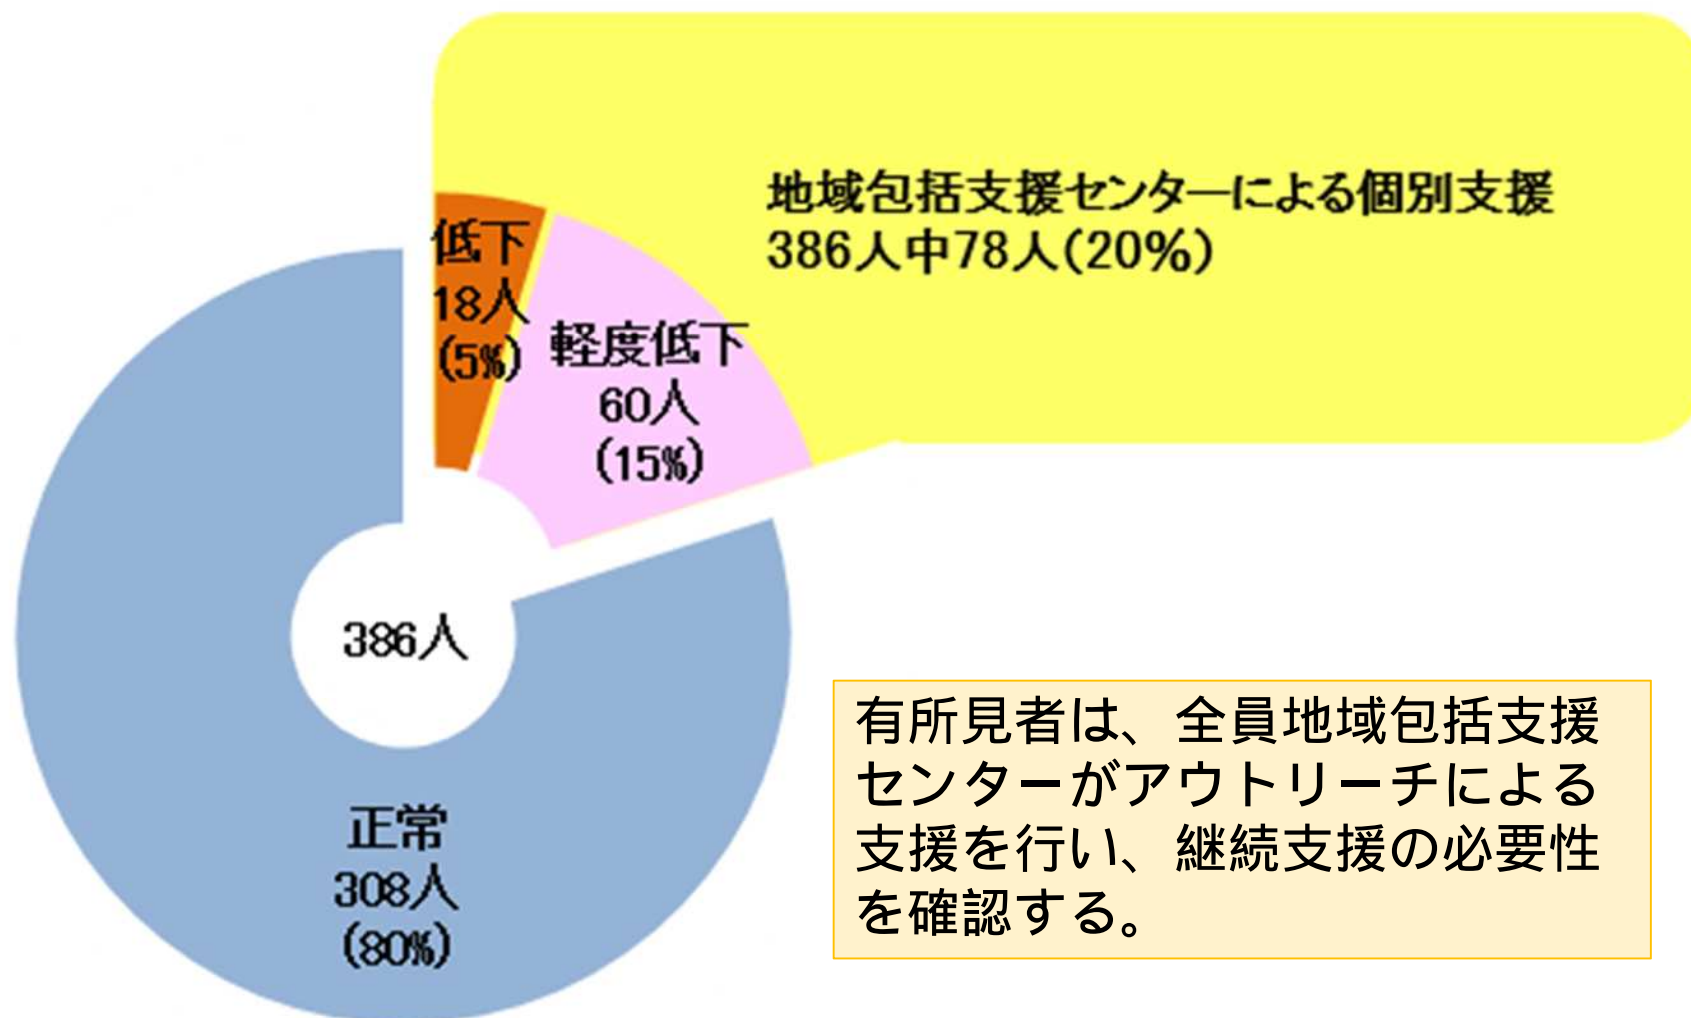 地域包括支援センターによる個別支援
386人中78人(20%)
低下
18人
(5%)
軽度低下
60人
(15%)
386人
正常
308人
(80%)
有所見者は、全員地域包括支援
センターがアウトリーチによる
支援を行い、継続支援の必要性
を確認する。